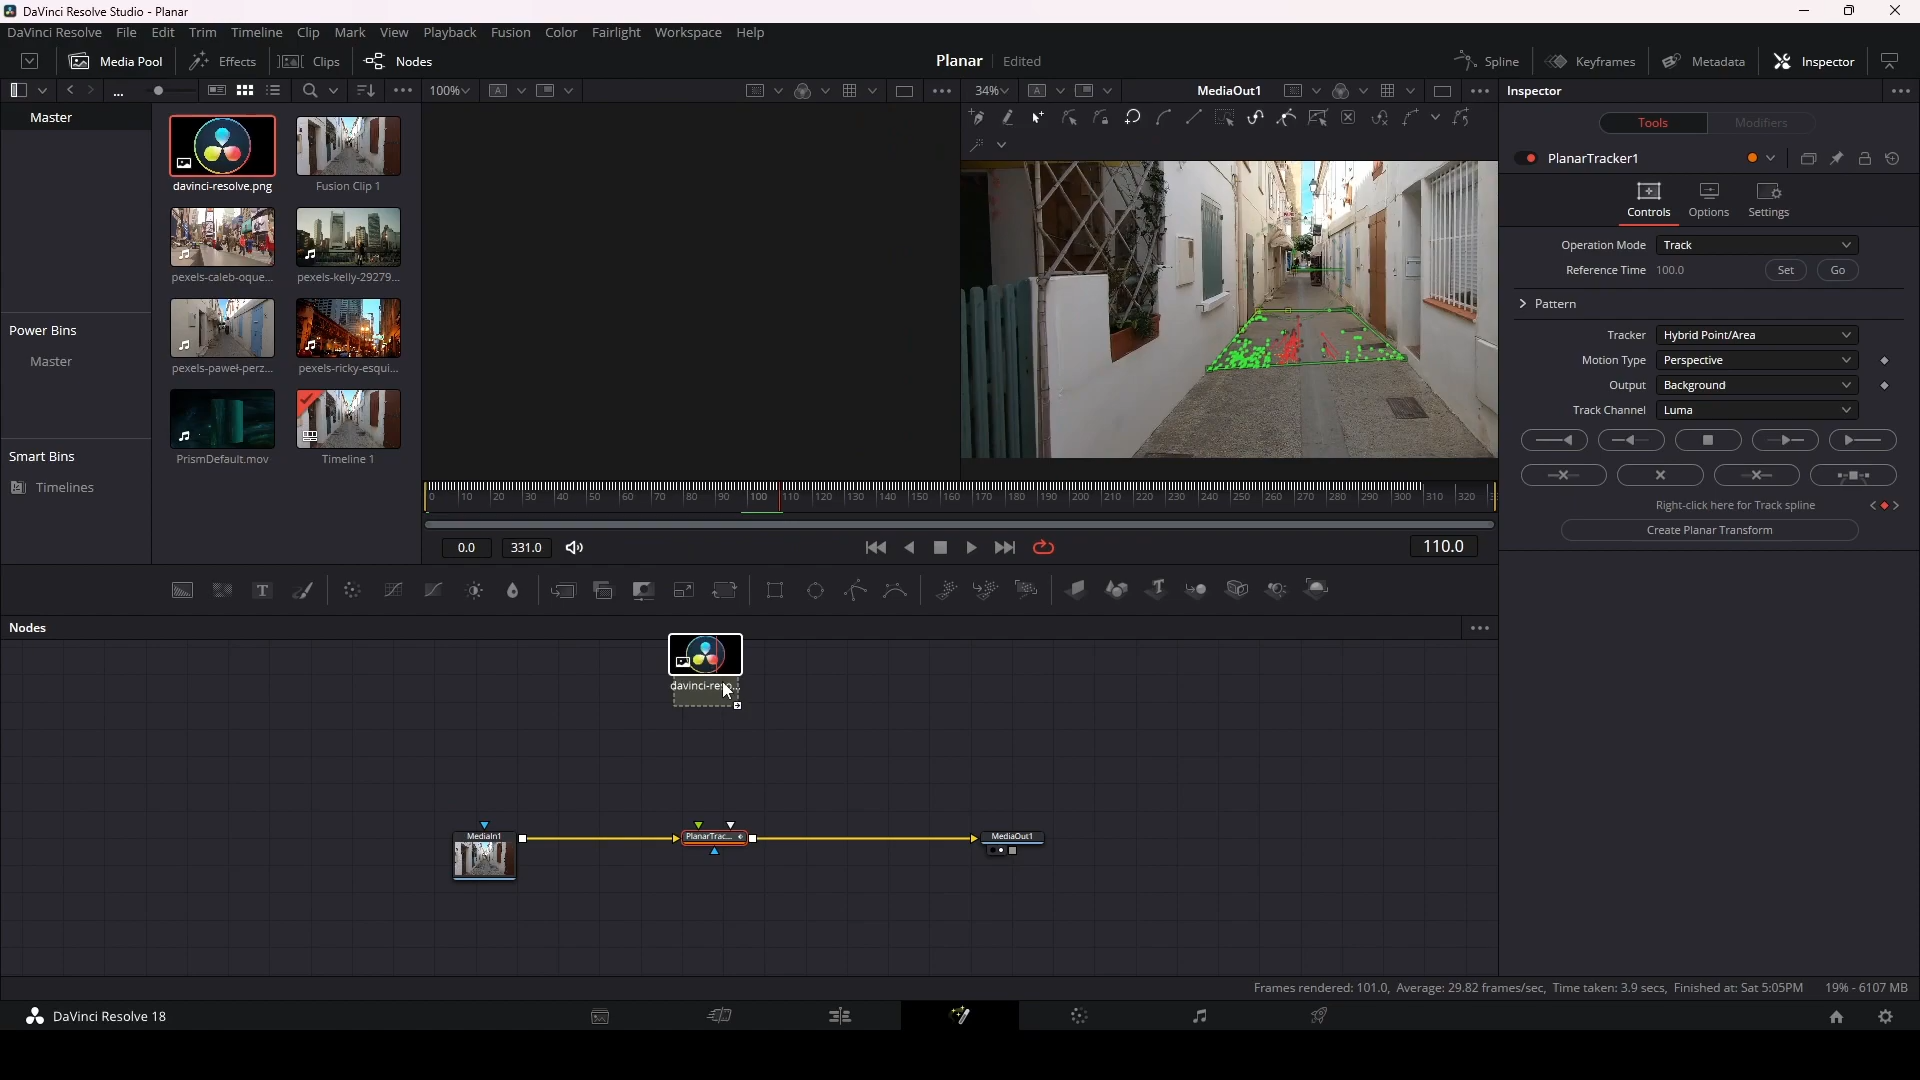 DaVinci Resolve Studio - Planar
DaVinci Resolve File Edit Trim Timeline Clip Mark View Playback Fusion Color Fairlight Workspace Help
Media Pool Effects Clips Nodes Planar Edited Spline Keyframes Metadata Inspector
... 100% 34% MediaOut1 Inspector
Master
Tools Modifiers
PlanarTracker1
davinci-resolve.png Fusion Clip 1
Controls Options Settings
Operation Mode Track
Reference Time 100.0 Set Go
pexels-caleb-oque... pexels-kelly-29279...
Pattern
Power Bins
Tracker Hybrid Point/Area
Master
Motion Type Perspective
pexels-paweł-perz... pexels-ricky-esqui...
Output Background
Track Channel Luma
Smart Bins
PrismDefault.mov Timeline 1
Timelines
0 10 20 30 40 50 60 70 80 90 100 110 120 130 140 150 160 170 180 190 200 210 220 230 240 250 260 270 280 290 300 310 320
Right-click here for Track spline
Create Planar Transform
0.0 331.0 110.0
Nodes
davinci-reso...
MediaIn1 PlanarTrac... MediaOut1
Frames rendered: 101.0, Average: 29.82 frames/sec, Time taken: 3.9 secs, Finished at: Sat 5:05PM 19% - 6107 MB
DaVinci Resolve 18